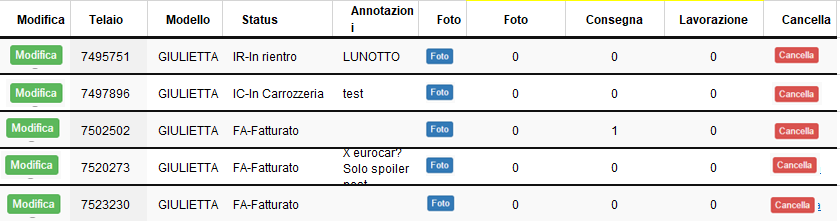 Modifica Telaio Modello Status Annotazioni Foto Foto Consegna Lavorazione Cancella
Modifica 7495751 GIULIETTA IR-In rientro LUNOTTO Foto 0 0 0 Cancella
Modifica 7497896 GIULIETTA IC-In Carrozzeria test Foto 0 0 0 Cancella
Modifica 7502502 GIULIETTA FA-Fatturato Foto 0 1 0 Cancella
X eurocar?
Modifica 7520273 GIULIETTA FA-Fatturato Solo spoiler Foto 0 0 0 Cancella
Modifica 7523230 GIULIETTA FA-Fatturato Foto 0 0 0 Cancella